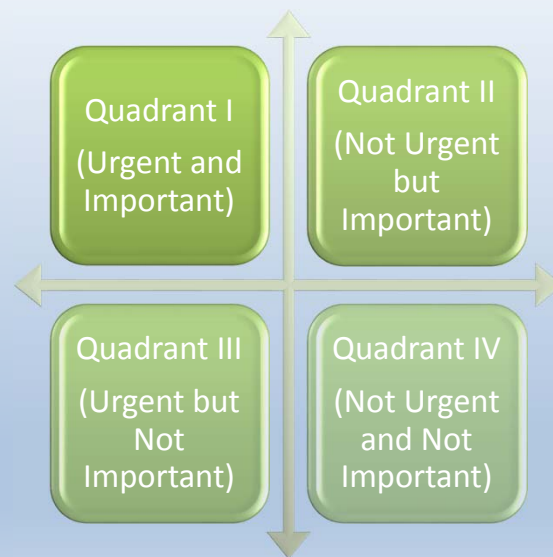 Quadrant I
(Urgent and
Important)
Quadrant II
(Not Urgent
but
Important)
Quadrant III
(Urgent but
Not
Important)
Quadrant IV
(Not Urgent
and Not
Important)